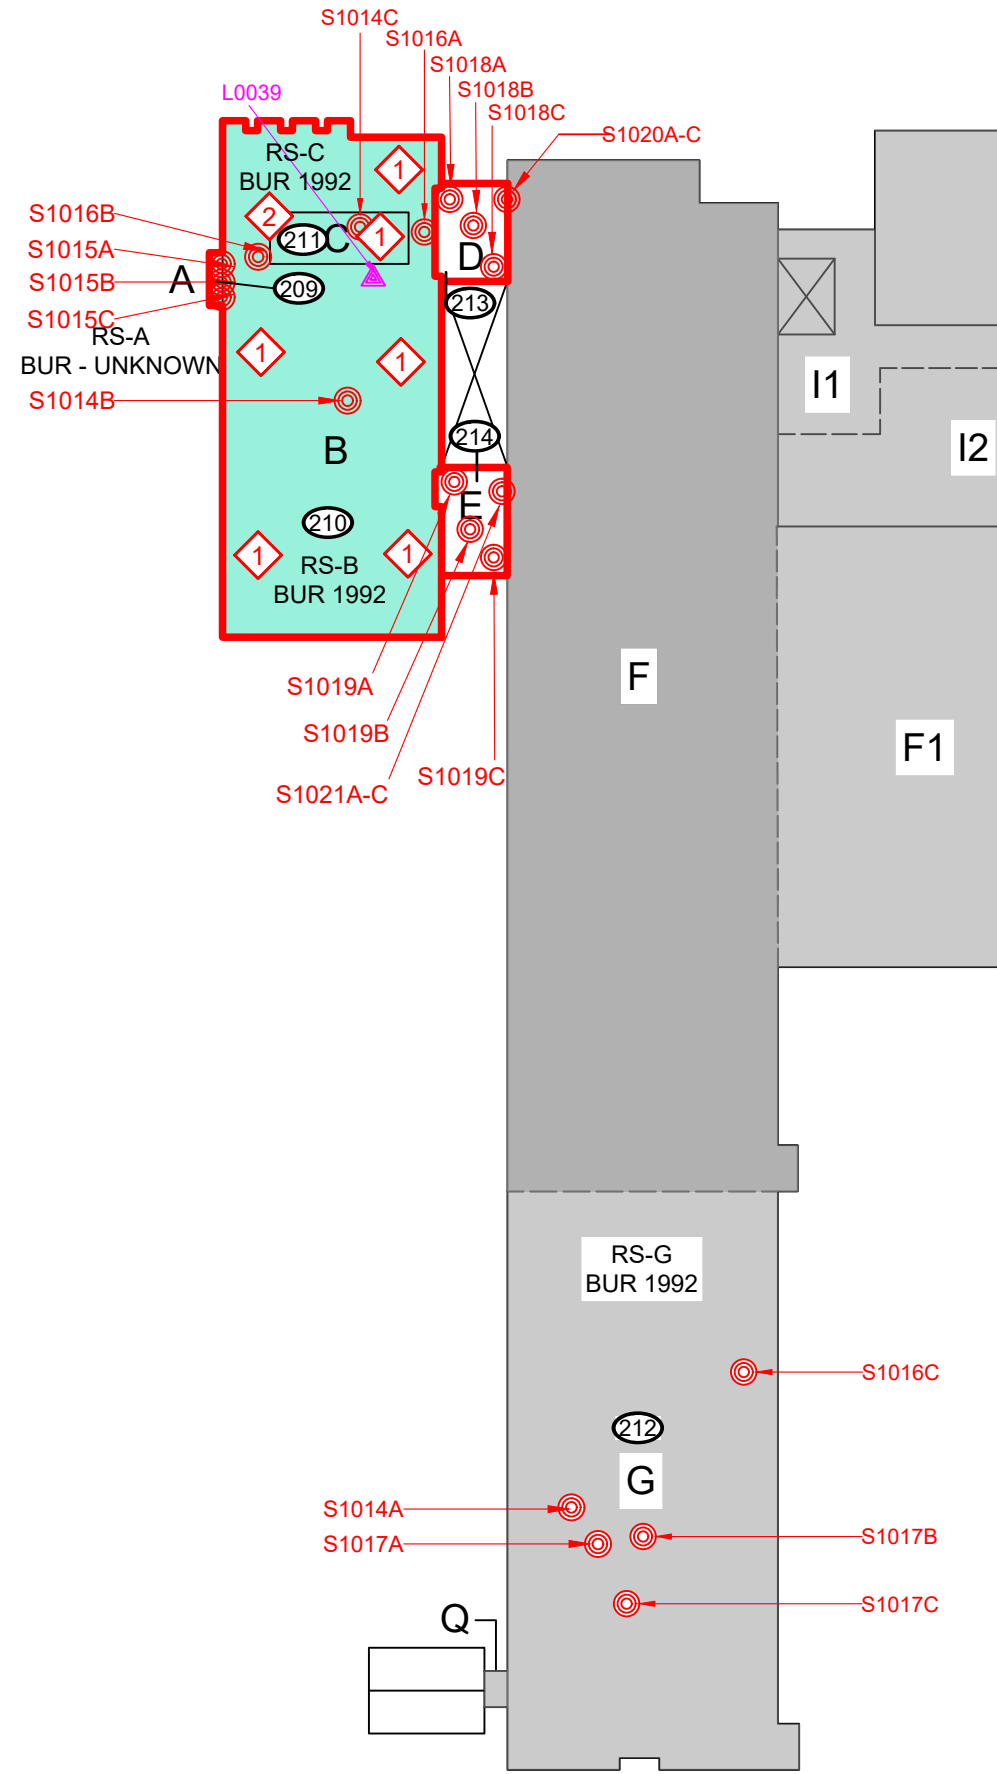 S1014C
S1016A
S1018A
S1018B
S1018C
L0039
S1020A-C
RS-C
BUR 1992
1
2
1
S1016B
S1015A
S1015B
S1015C
A
211
C
D
209
213
RS-A
BUR - UNKNOWN
1
1
I1
S1014B
B
214
I2
E
210
1
1
RS-B
BUR 1992
S1019A
F
S1019B
F1
S1021A-C
S1019C
RS-G
BUR 1992
S1016C
212
G
S1014A
S1017A
S1017B
S1017C
Q